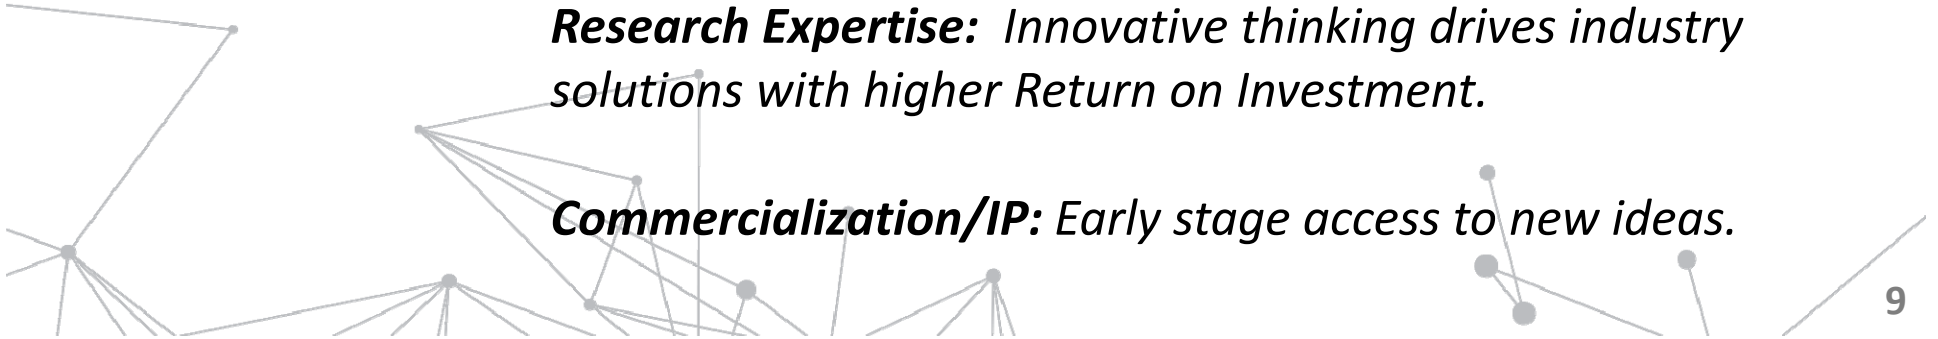 Research Expertise: Innovative thinking drives industry
solutions with higher Return on Investment.
Commercialization/IP: Early stage access to new ideas.
9